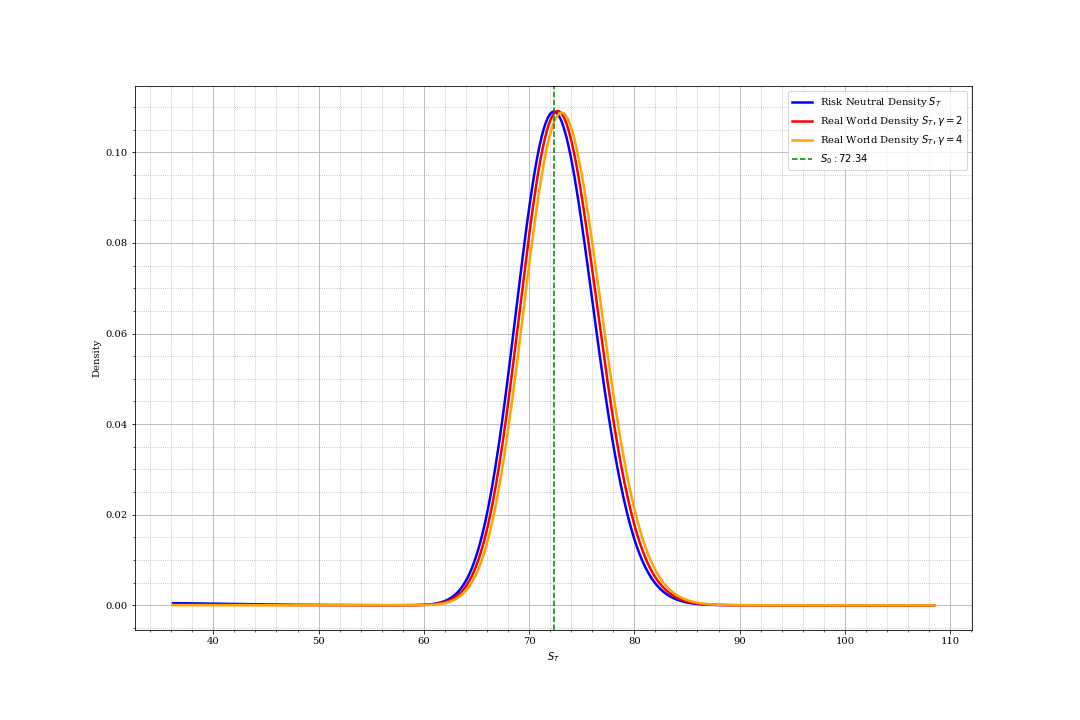 Risk Neutral Density $S_T$
Real World Density $S_T, γ = 2$
Real World Density $S_T, γ = 4$
$S_0 : 72.34$
0.10
0.08
0.06
0.04
0.02
0.00
Density
40 50 60 70 80 90 100 110
$S_T$